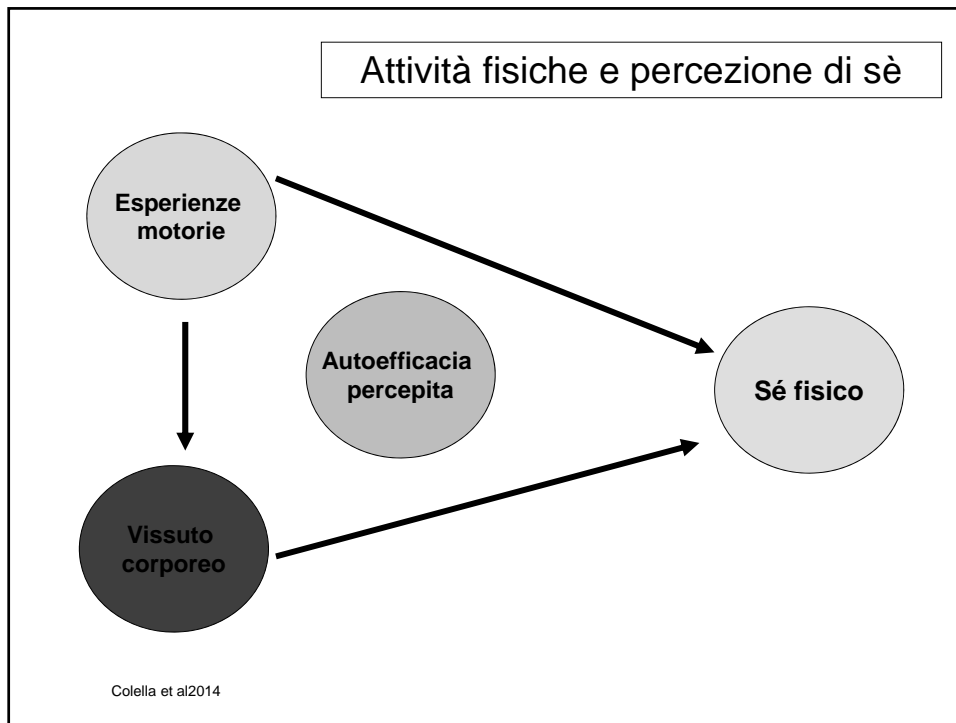 Attività fisiche e percezione di sè
Esperienze
motorie
Autoefficacia
percepita
Sé fisico
Vissuto
corporeo
Colella et al2014